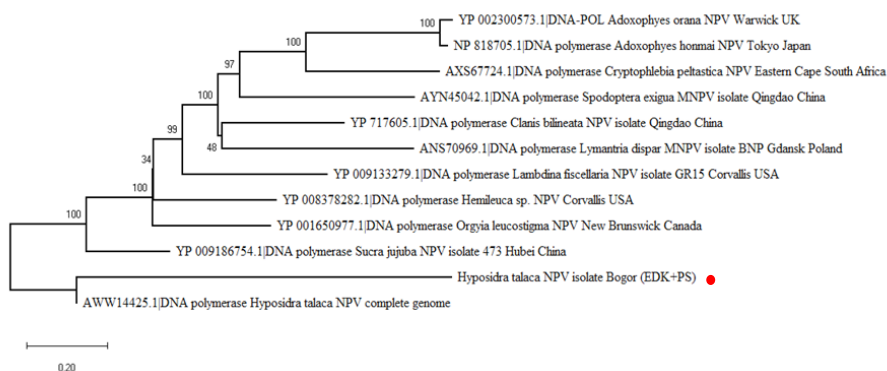 100
YP 002300573.1|DNA-POL Adoxophyes orana NPV Warwick UK
NP 818705.1|DNA polymerase Adoxophyes honmai NPV Tokyo Japan
100
AXS67724.1|DNA polymerase Cryptophlebia peltastica NPV Eastern Cape South Africa
97
AYN45042.1|DNA polymerase Spodoptera exigua MNPV isolate Qingdao China
100
YP 717605.1|DNA polymerase Clanis bilineata NPV isolate Qingdao China
99
48
ANS70969.1|DNA polymerase Lymantria dispar MNPV isolate BNP Gdansk Poland
34
YP 009133279.1|DNA polymerase Lambdina fiscellaria NPV isolate GR15 Corvallis USA
100
YP 008378282.1|DNA polymerase Hemileuca sp. NPV Corvallis USA
100
YP 001650977.1|DNA polymerase Orgyia leucostigma NPV New Brunswick Canada
YP 009186754.1|DNA polymerase Sucra jujuba NPV isolate 473 Hubei China
Hyposidra talaca NPV isolate Bogor (EDK+PS)
AWW14425.1|DNA polymerase Hyposidra talaca NPV complete genome
0.20